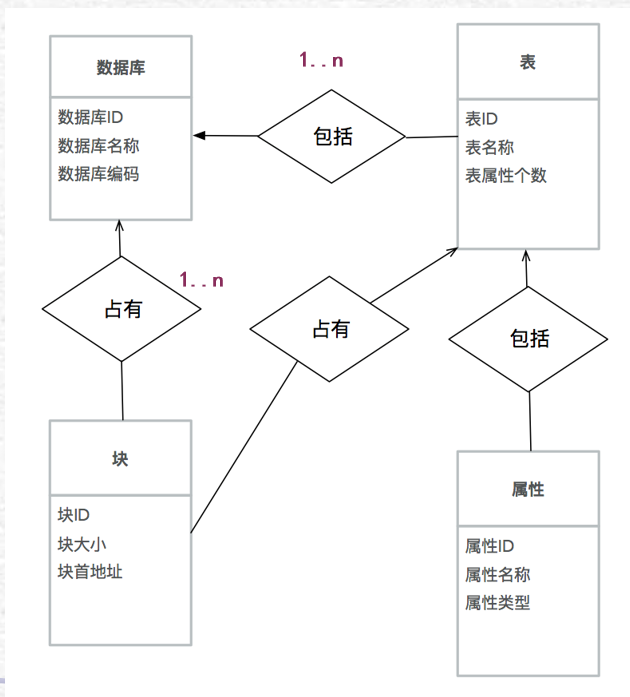 数据库
数据库ID
数据库名称
数据库编码
1..n
包括
表
表ID
表名称
表属性个数
占有
1..n
占有
包括
块
块ID
块大小
块首地址
属性
属性ID
属性名称
属性类型